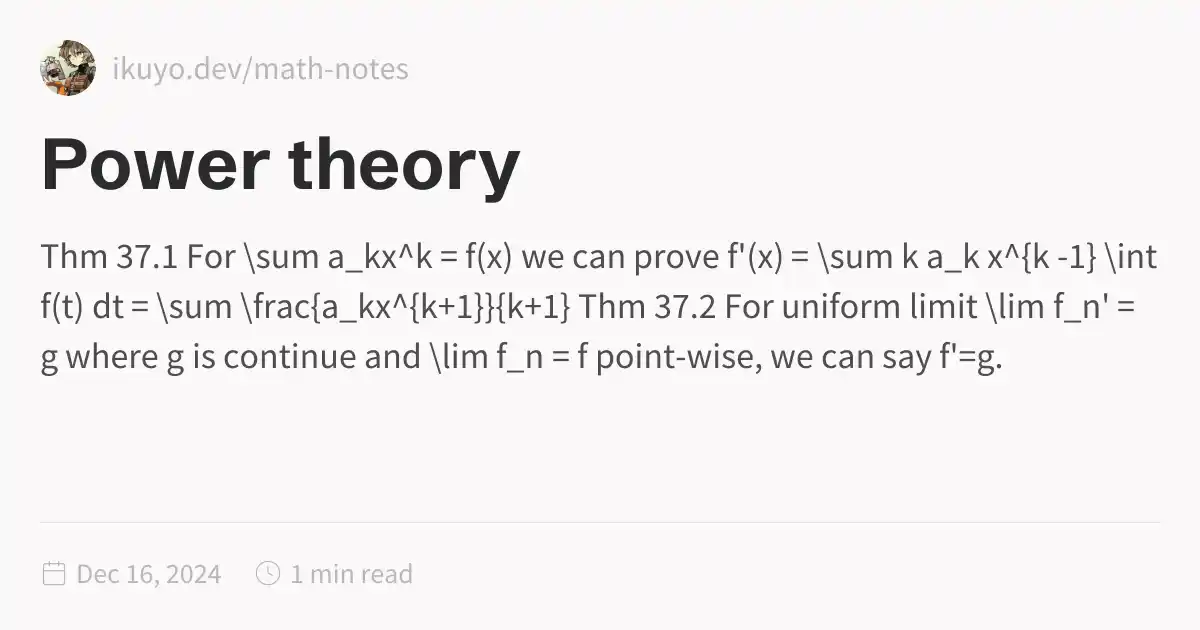 ikuyo.dev/math-notes
Power theory
Thm 37.1 For \sum a_kx^k = f(x) we can prove f'(x) = \sum k a_k x^{k -1} \int
f(t) dt = \sum \frac{a_kx^{k+1}}{k+1} Thm 37.2 For uniform limit \lim f_n' =
g where g is continue and \lim f_n = f point-wise, we can say f'=g.
Dec 16, 2024 1 min read